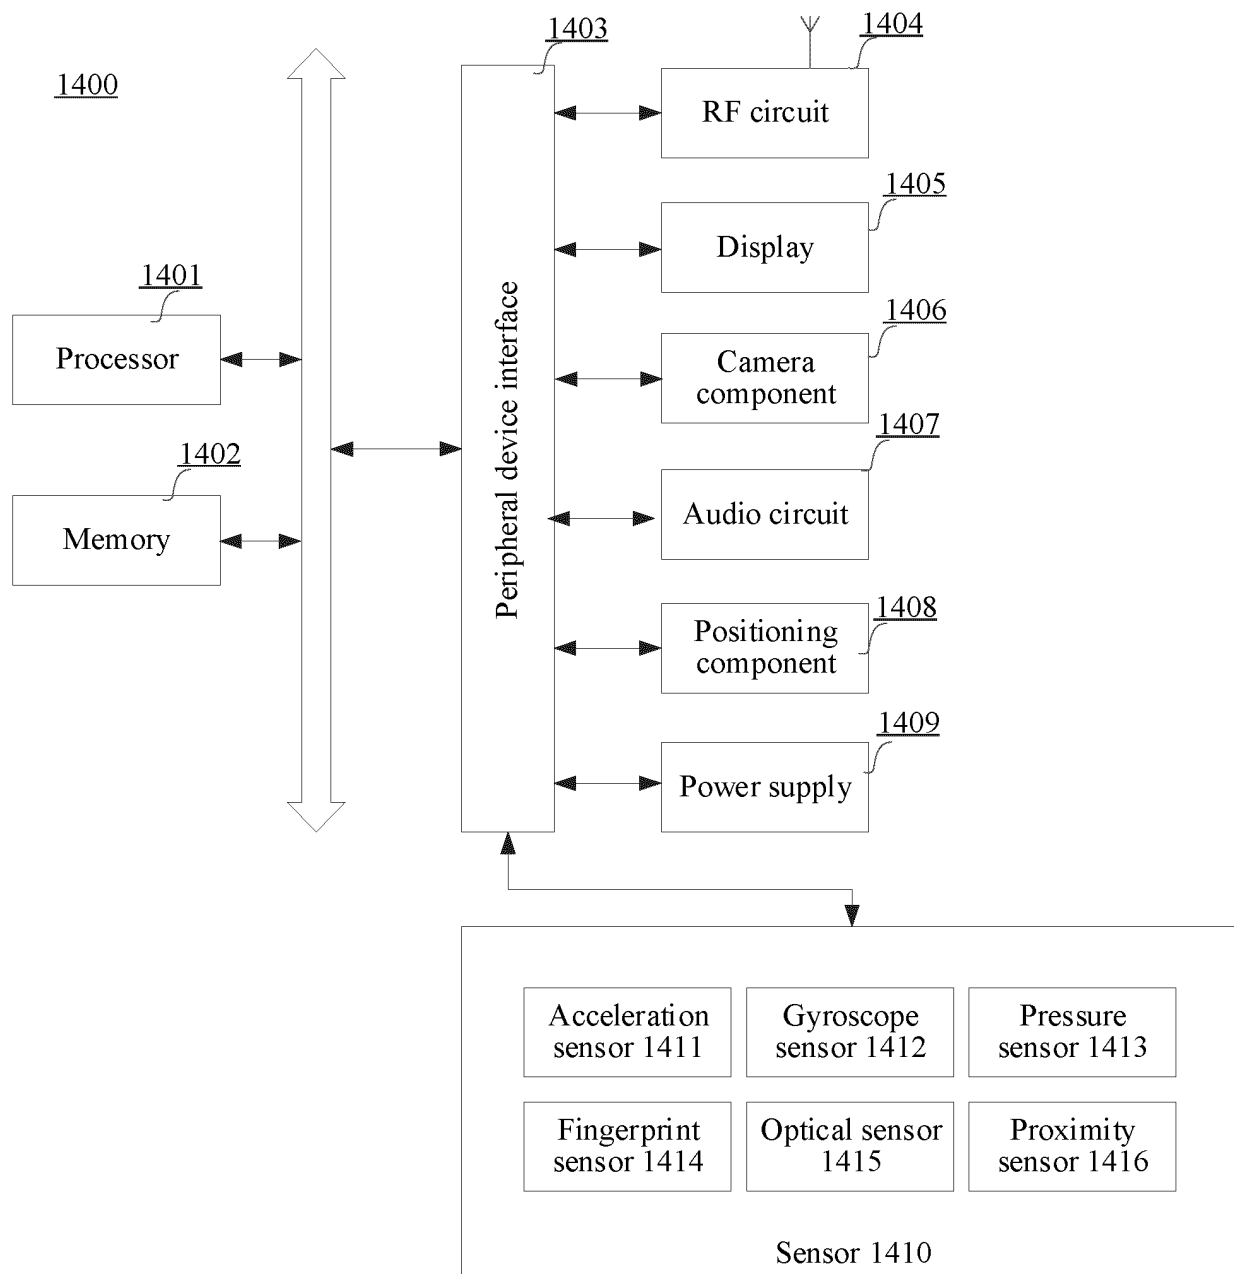 1400
1401
Processor
1402
Memory
1403
Peripheral device interface
1404
RF circuit
1405
Display
1406
Camera
component
1407
Audio circuit
1408
Positioning
component
1409
Power supply
Acceleration
sensor 1411
Gyroscope
sensor 1412
Pressure
sensor 1413
Fingerprint
sensor 1414
Optical sensor
1415
Proximity
sensor 1416
Sensor 1410